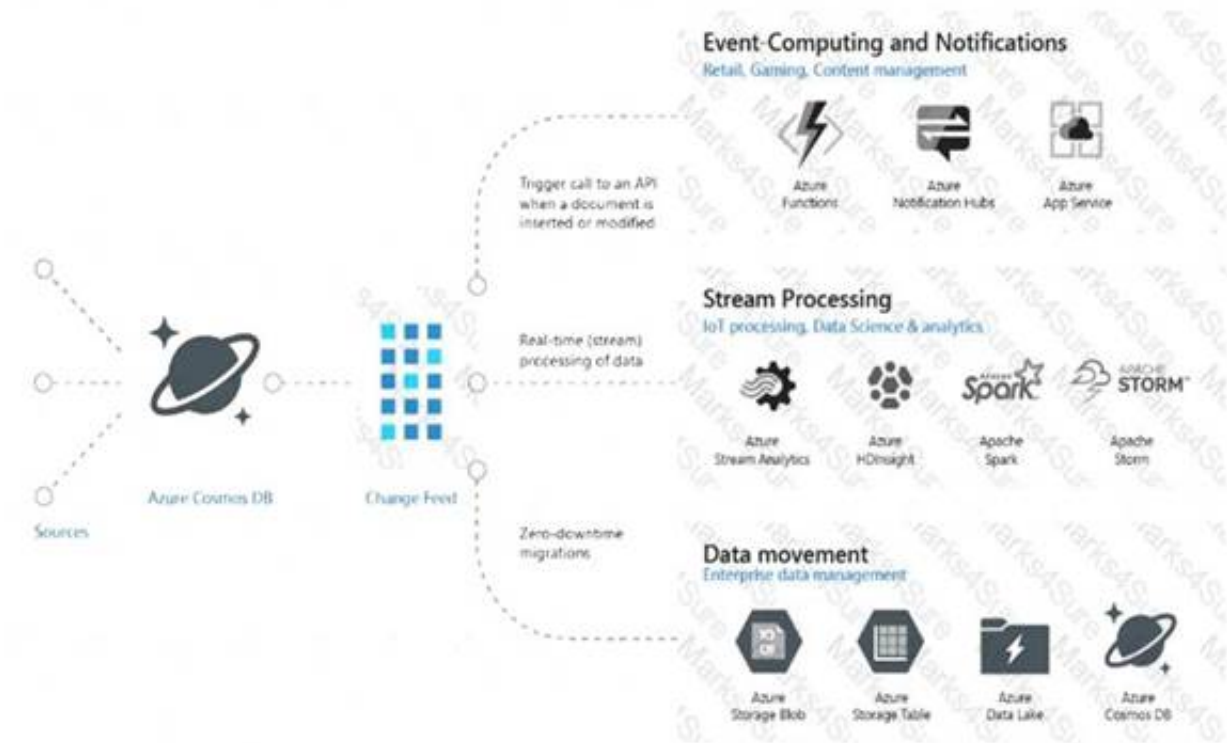 Event-Computing and Notifications
Retail, Gaming, Content management
Azure
Functions
Azure
Notification Hubs
Azure
App Service
Trigger call to an API
when a document is
inserted or modified
Stream Processing
IoT processing, Data Science & analytics
Real-time (stream)
processing of data
APACHE
Spark
APACHE
STORM™
Azure
Stream Analytics
Azure
HDInsight
Apache
Spark
Apache
Storm
Sources
Azure Cosmos DB
Change Feed
Zero-downtime
migrations
Data movement
Enterprise data management
Azure
Storage Blob
Azure
Storage Table
Azure
Data Lake
Azure
Cosmos DB
Marks4Sure